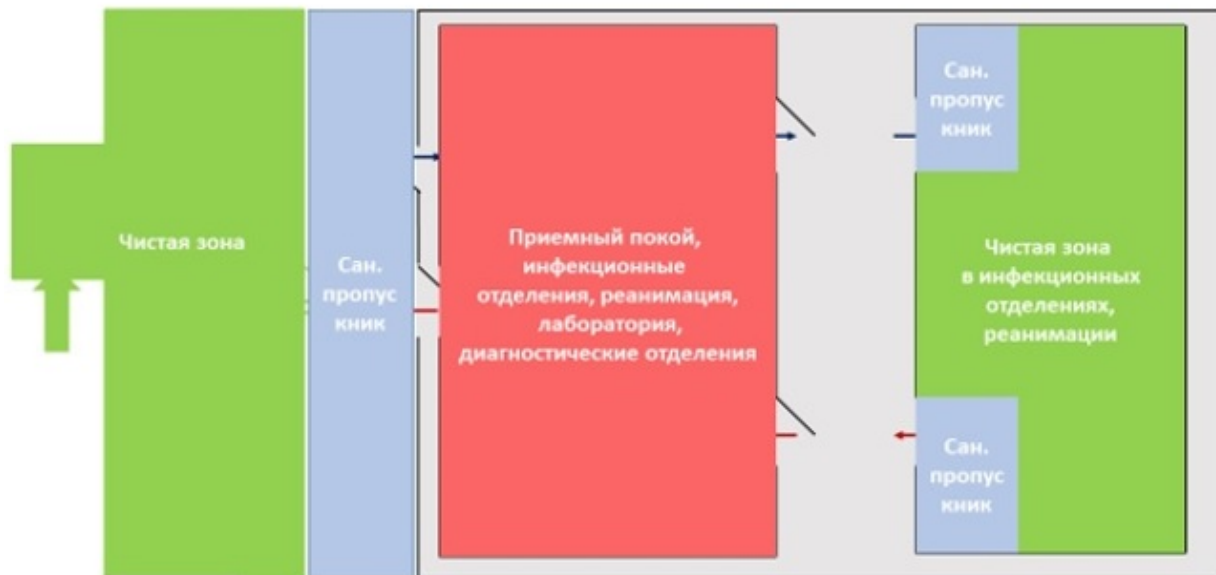 Чистая зона
Сан.
пропус
кник
Приемный покой,
инфекционные
отделения, реанимация,
лаборатория,
диагностические отделения
Сан.
пропус
кник
Чистая зона
в инфекционных
отделениях,
реанимации
Сан.
пропус
кник